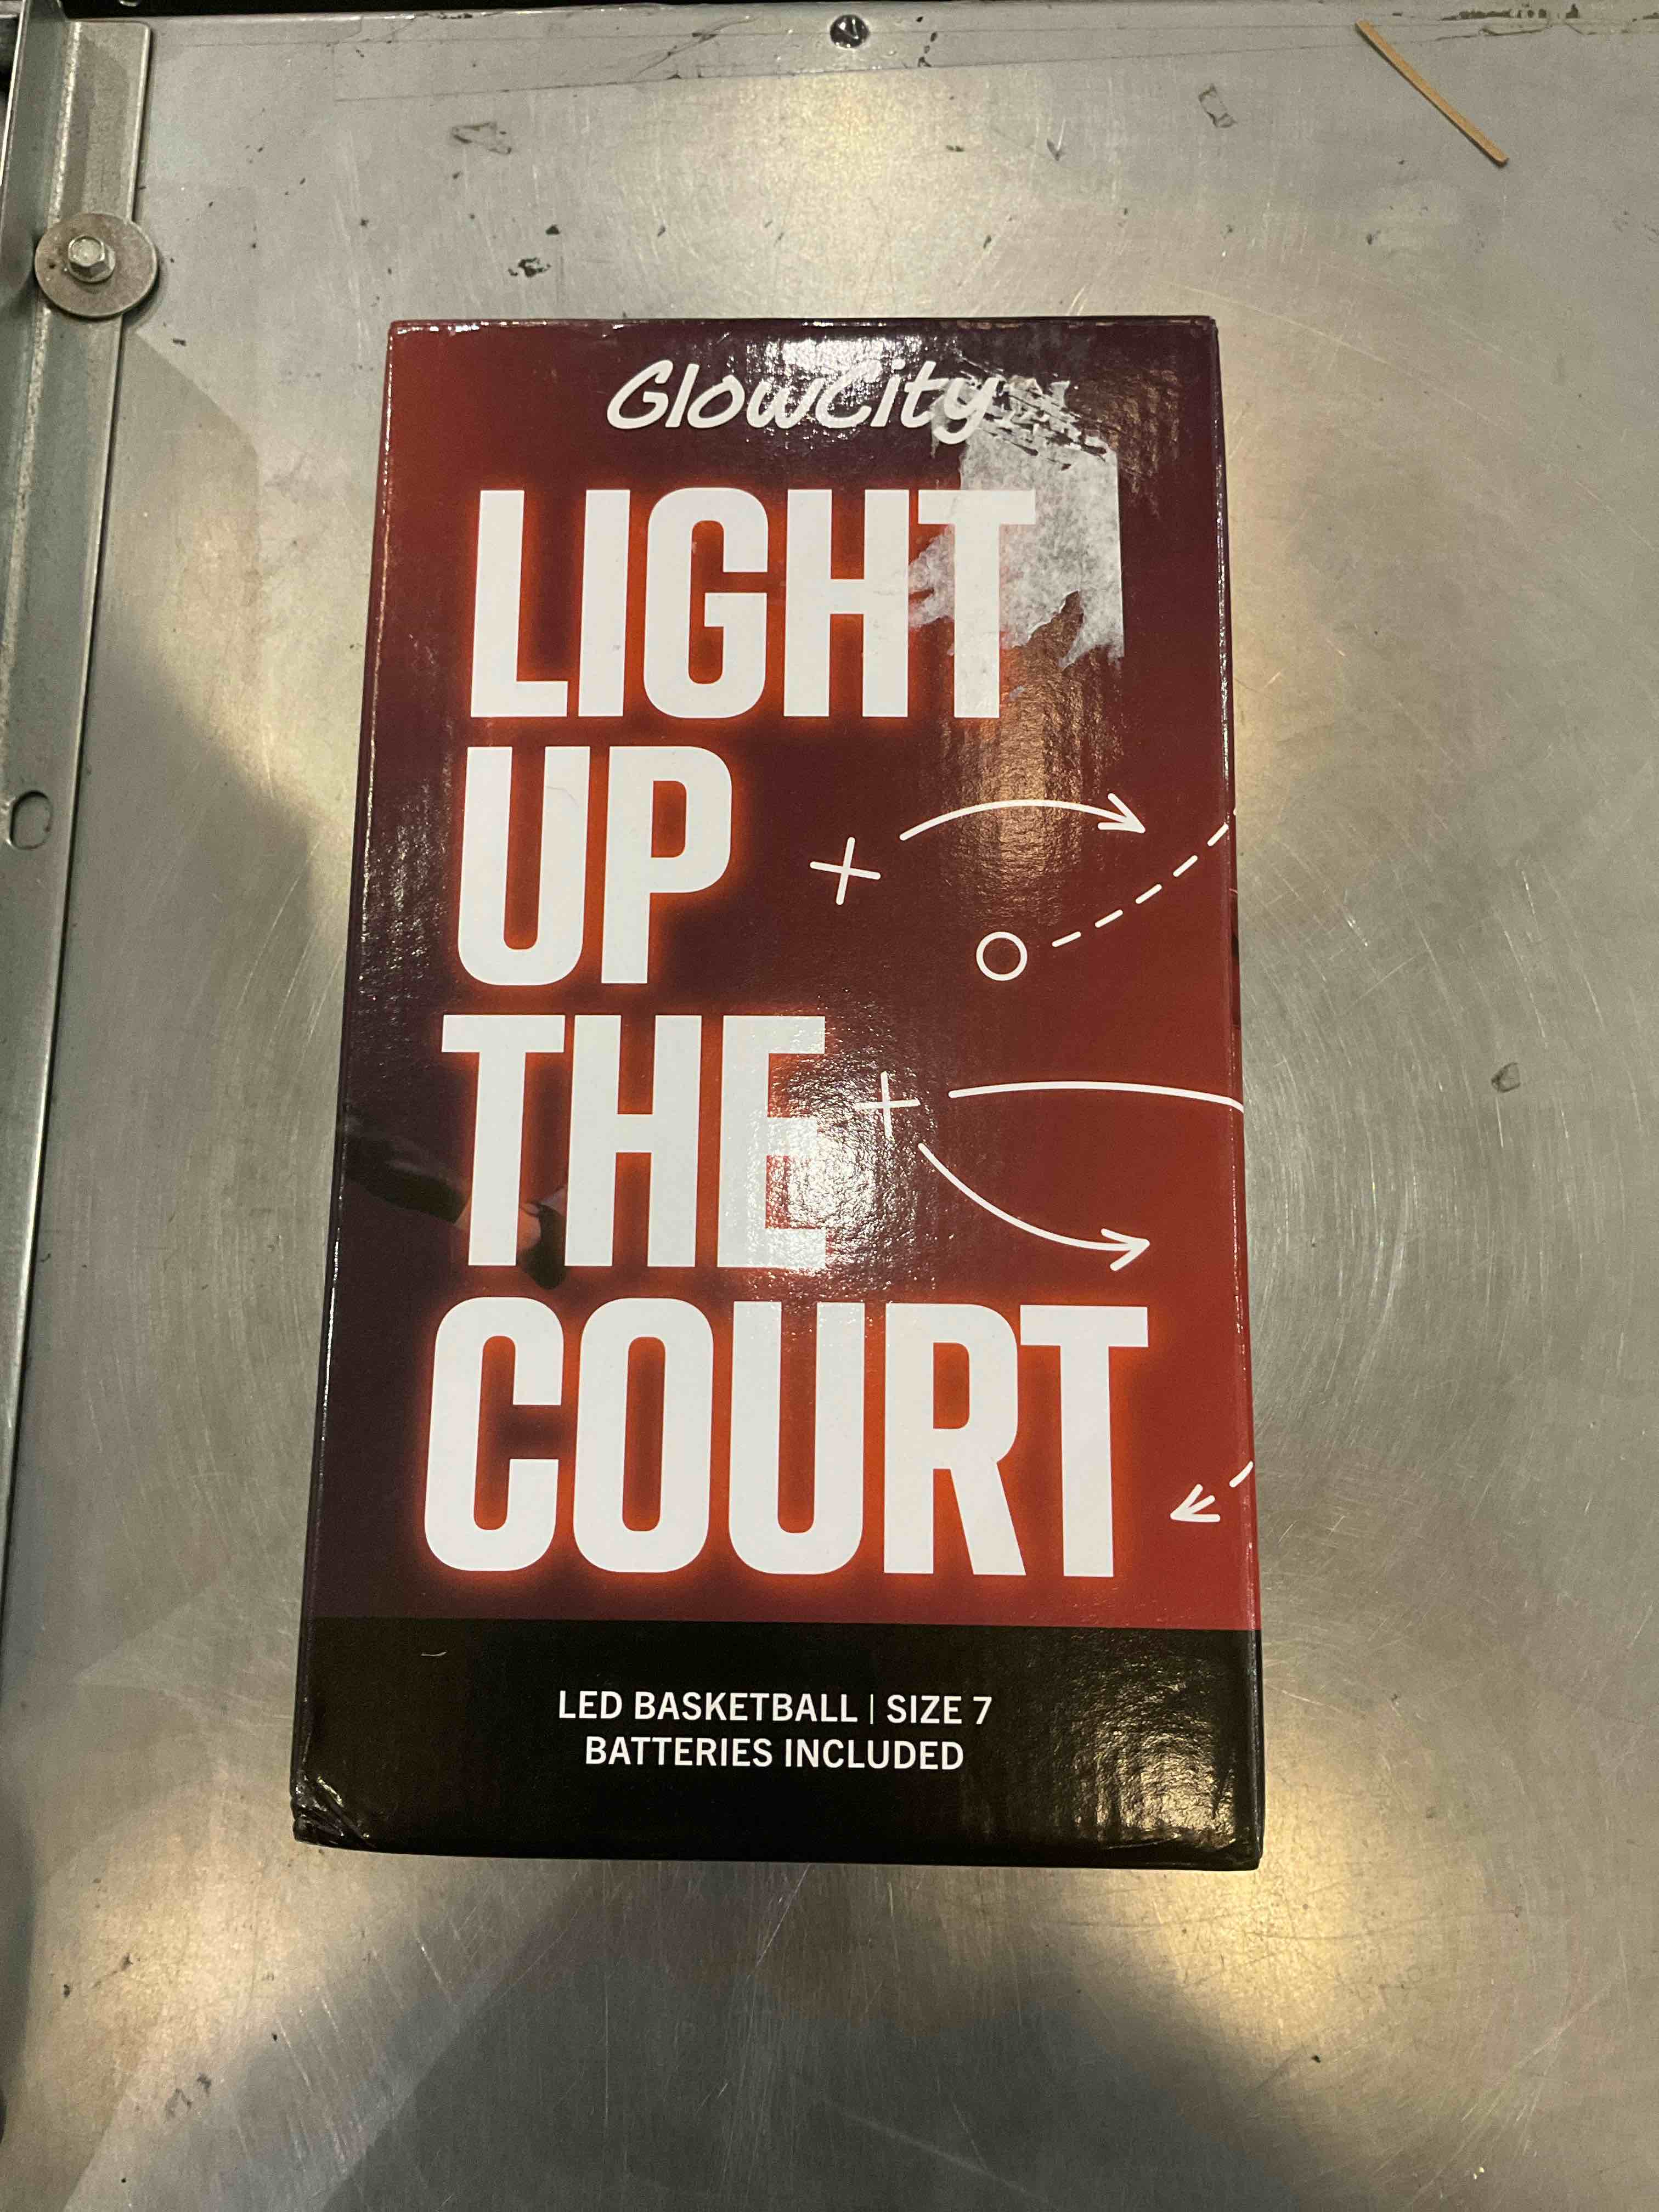 GlowCity
LIGHT
UP
THE
COURT
LED BASKETBALL | SIZE 7
BATTERIES INCLUDED